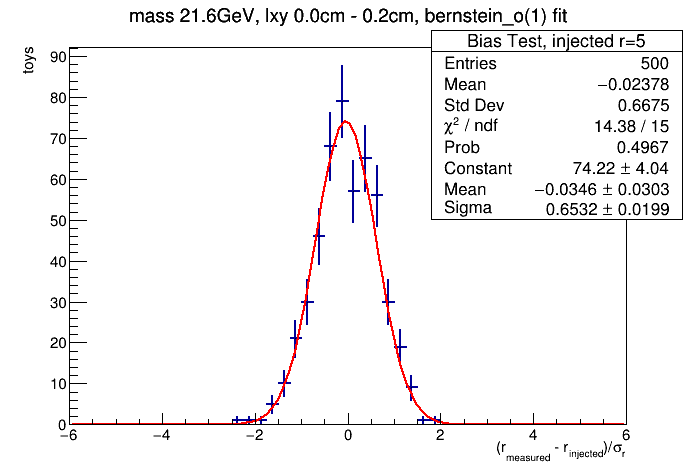 mass 21.6GeV, lxy 0.0cm - 0.2cm, bernstein_o(1) fit
Bias Test, injected r=5
Entries 500
Mean −0.02378
Std Dev 0.6675
χ² / ndf 14.38 / 15
Prob 0.4967
Constant 74.22 ± 4.04
Mean −0.0346 ± 0.0303
Sigma 0.6532 ± 0.0199
toys
90
80
70
60
50
40
30
20
10
0
−6 −4 −2 0 2 4 6
(r_measured - r_injected)/σ_r